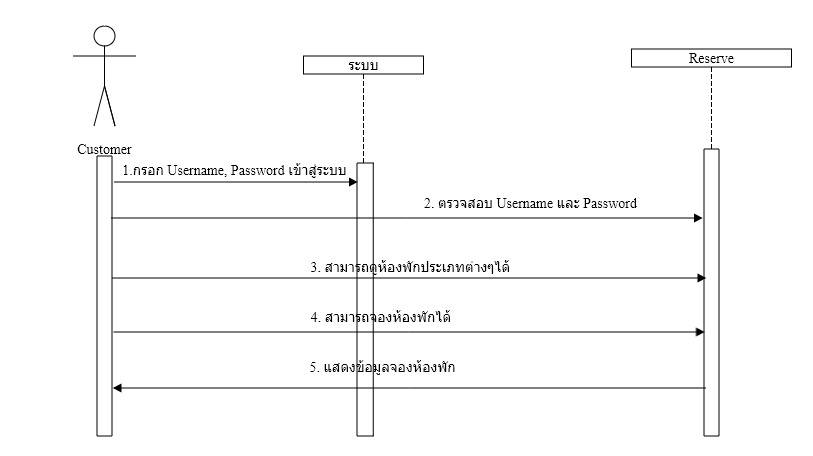 ระบบ
Reserve
Customer
1.กรอก Username, Password เข้าสู่ระบบ
2. ตรวจสอบ Username และ Password
3. สามารถดูห้องพักประเภทต่างๆได้
4. สามารถจองห้องพักได้
5. แสดงข้อมูลจองห้องพัก